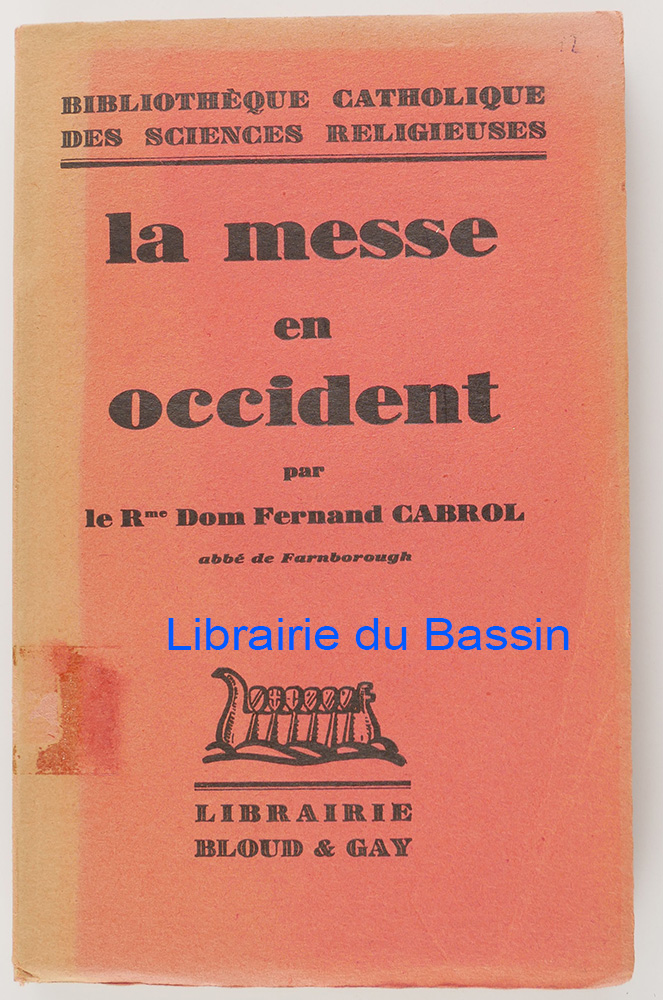 BIBLIOTHÈQUE CATHOLIQUE
DES SCIENCES RELIGIEUSES
la messe
en
occident
par
le Rme Dom Fernand CABROL
abbé de Farnborough
Librairie du Bassin
LIBRAIRIE
BLOUD & GAY